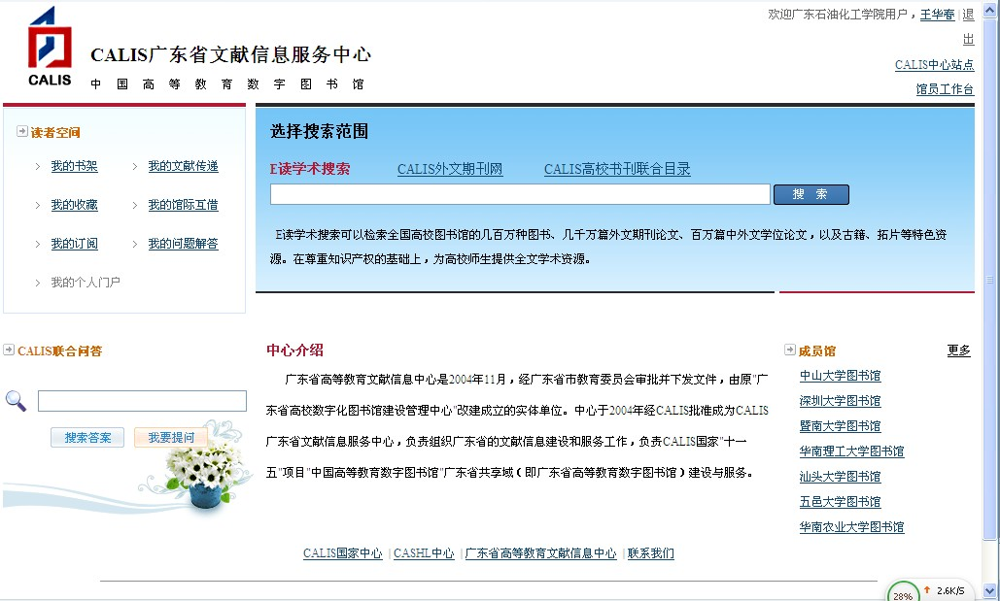 欢迎广东石油化工学院用户，王华春 | 退
出
CALIS
CALIS广东省文献信息服务中心
CALIS中心站点
中国高等教育数字图书馆
馆员工作台
读者空间
我的书架 我的文献传递
我的收藏 我的馆际互借
我的订阅 我的问题解答
我的个人门户
选择搜索范围
E读学术搜索 CALIS外文期刊网 CALIS高校书刊联合目录
搜 索
E读学术搜索可以检索全国高校图书馆的几百万种图书、几千万篇外文期刊论文、百万篇中外文学位论文，以及古籍、拓片等特色资
源。在尊重知识产权的基础上，为高校师生提供全文学术资源。
CALIS联合问答
搜索答案 我要提问
中心介绍
广东省高等教育文献信息中心是2004年11月，经广东省市教育委员会审批并下发文件，由原"广
东省高校数字化图书馆建设管理中心"改建成立的实体单位。中心于2004年经CALIS批准成为CALIS
广东省文献信息服务中心，负责组织广东省的文献信息建设和服务工作，负责CALIS国家"十一
五"项目"中国高等教育数字图书馆"广东省共享域（即广东省高等教育数字图书馆）建设与服务。
成员馆 更多
中山大学图书馆
深圳大学图书馆
暨南大学图书馆
华南理工大学图书馆
汕头大学图书馆
五邑大学图书馆
华南农业大学图书馆
CALIS国家中心 | CASHL中心 | 广东省高等教育文献信息中心 | 联系我们
28% 2.6K/S